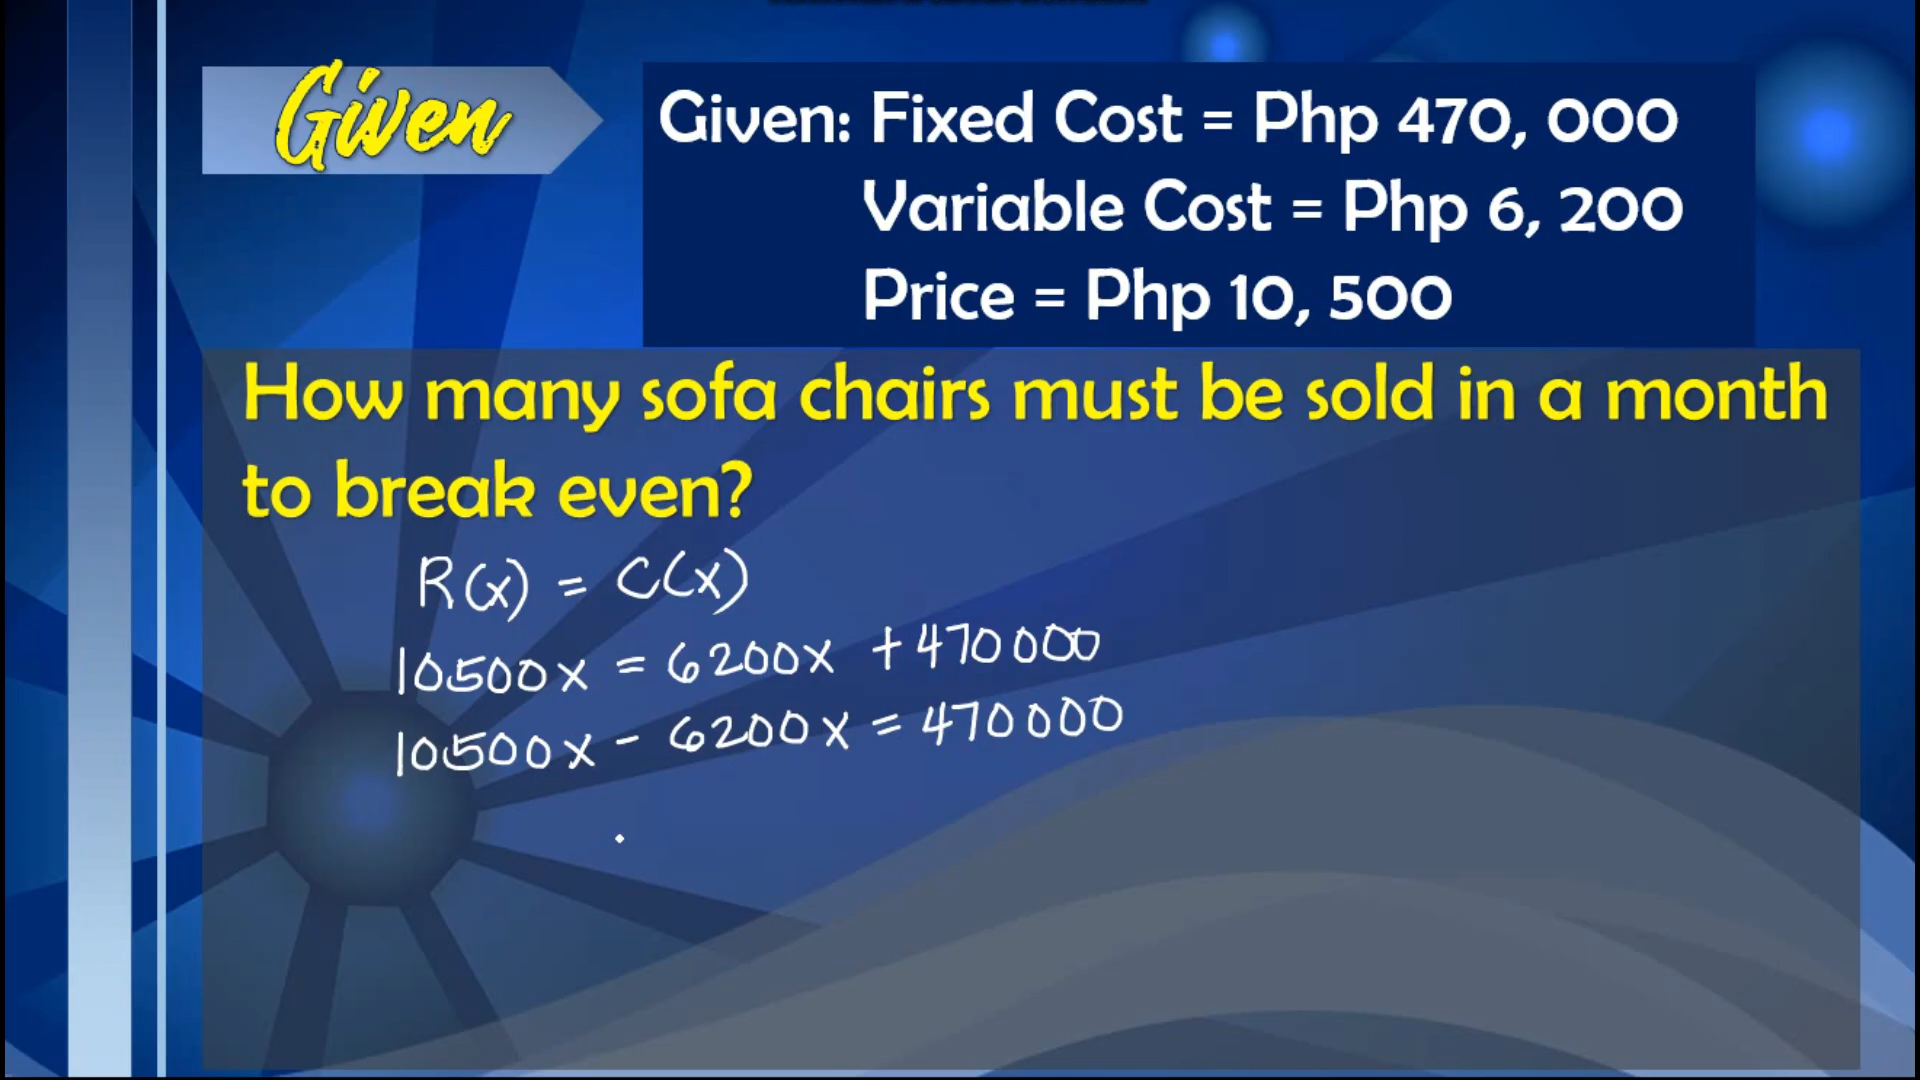 Given
Given: Fixed Cost = Php 470, 000
Variable Cost = Php 6, 200
Price = Php 10, 500
How many sofa chairs must be sold in a month
to break even?
R(x) = C(x)
10500x = 6200x + 470000
10500x - 6200x = 470000